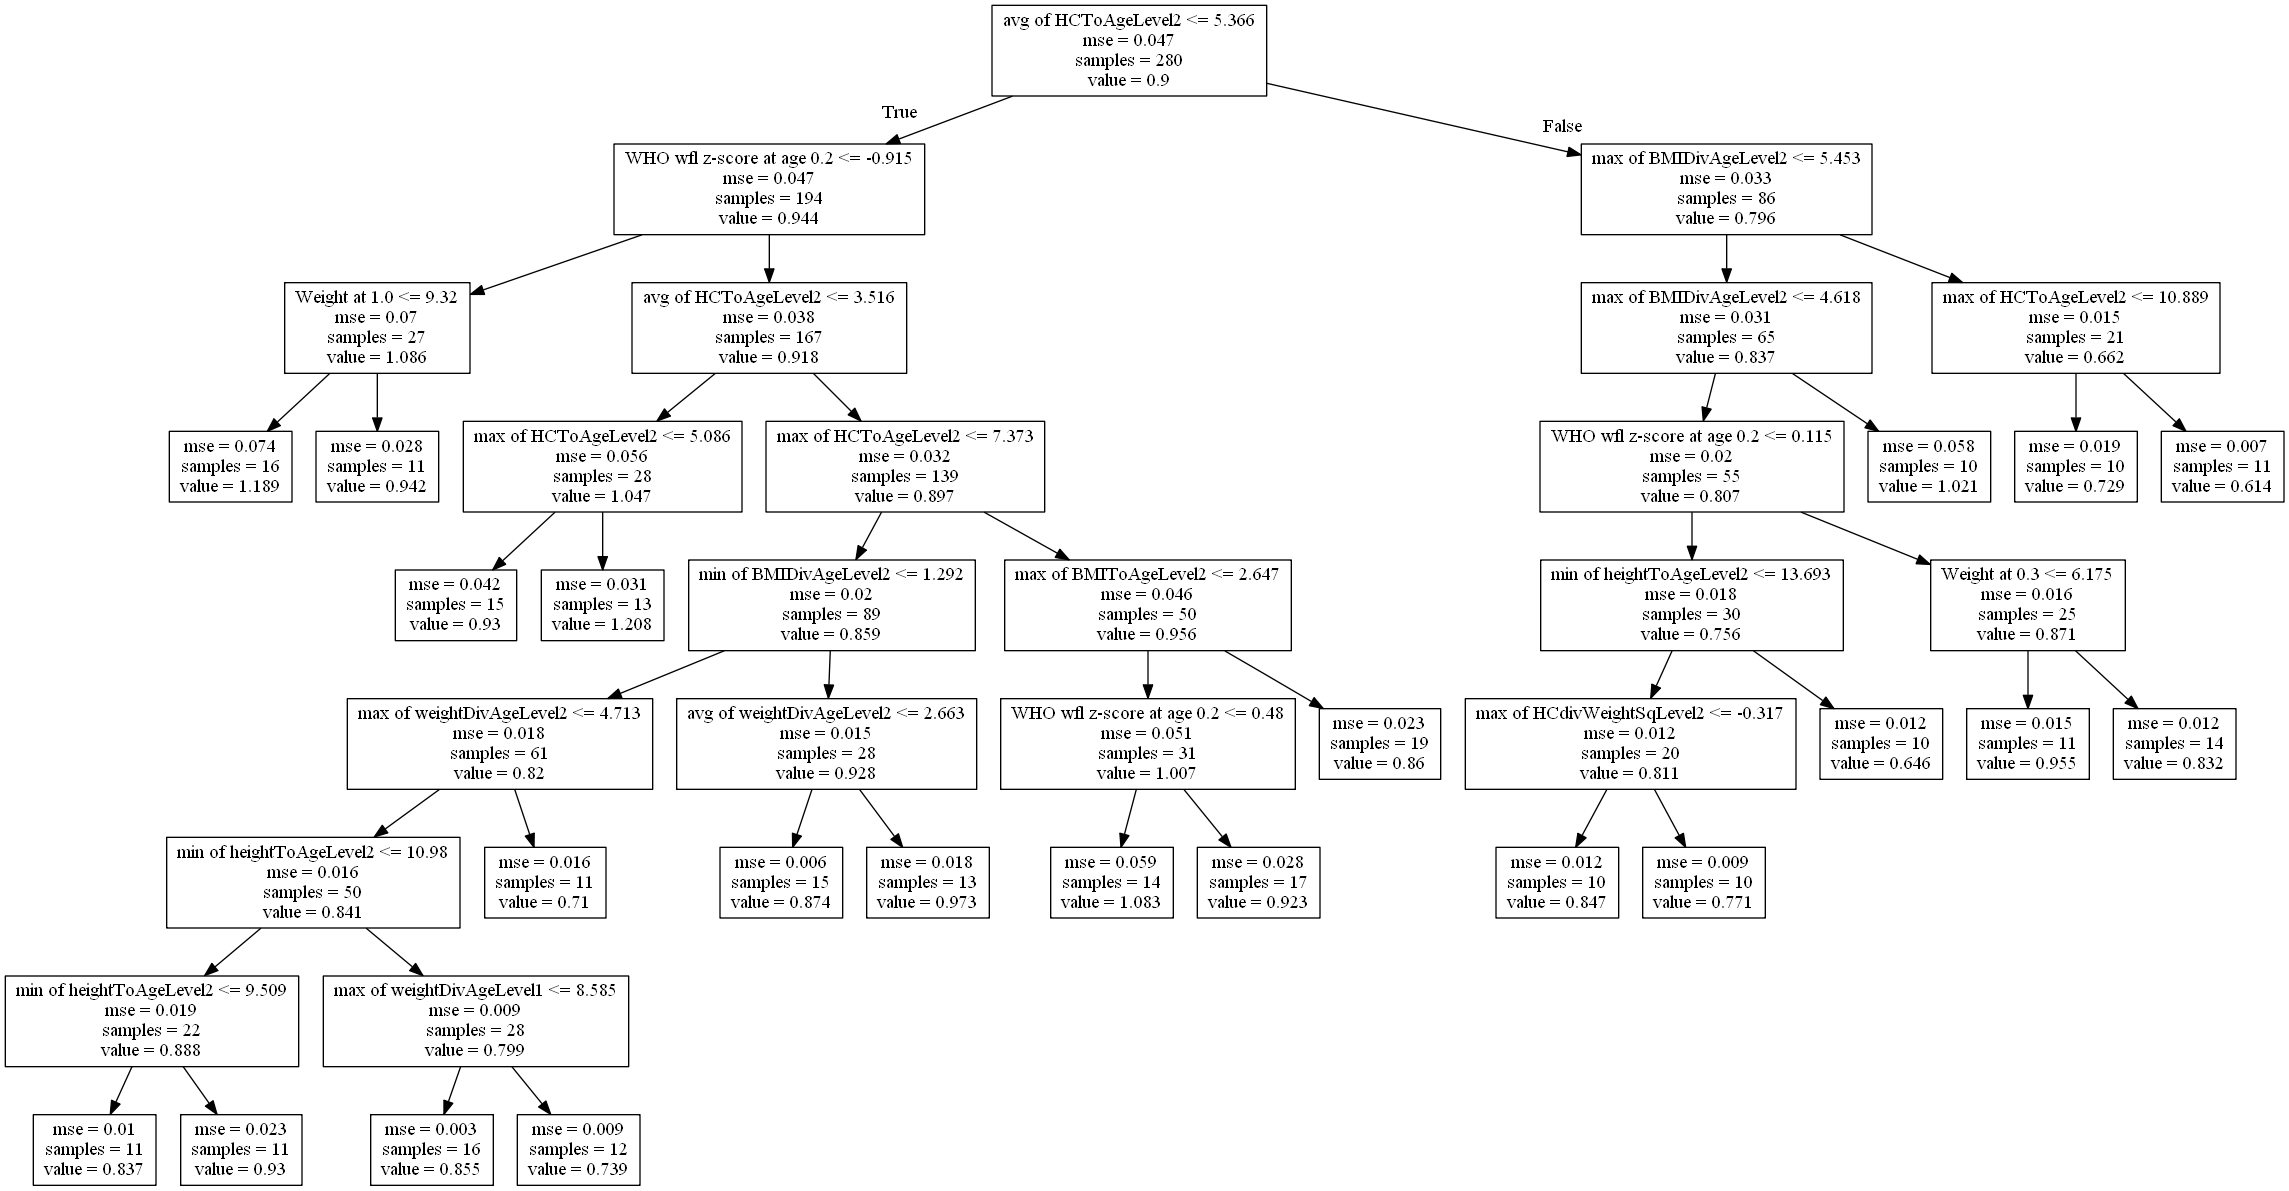 avg of HCToAgeLevel2 <= 5.366
mse = 0.047
samples = 280
value = 0.9
True
False
WHO wfl z-score at age 0.2 <= -0.915
mse = 0.047
samples = 194
value = 0.944
max of BMIDivAgeLevel2 <= 5.453
mse = 0.033
samples = 86
value = 0.796
Weight at 1.0 <= 9.32
mse = 0.07
samples = 27
value = 1.086
avg of HCToAgeLevel2 <= 3.516
mse = 0.038
samples = 167
value = 0.918
max of BMIDivAgeLevel2 <= 4.618
mse = 0.031
samples = 65
value = 0.837
max of HCToAgeLevel2 <= 10.889
mse = 0.015
samples = 21
value = 0.662
mse = 0.074
samples = 16
value = 1.189
mse = 0.028
samples = 11
value = 0.942
max of HCToAgeLevel2 <= 5.086
mse = 0.056
samples = 28
value = 1.047
max of HCToAgeLevel2 <= 7.373
mse = 0.032
samples = 139
value = 0.897
WHO wfl z-score at age 0.2 <= 0.115
mse = 0.02
samples = 55
value = 0.807
mse = 0.058
samples = 10
value = 1.021
mse = 0.019
samples = 10
value = 0.729
mse = 0.007
samples = 11
value = 0.614
mse = 0.042
samples = 15
value = 0.93
mse = 0.031
samples = 13
value = 1.208
min of BMIDivAgeLevel2 <= 1.292
mse = 0.02
samples = 89
value = 0.859
max of BMIToAgeLevel2 <= 2.647
mse = 0.046
samples = 50
value = 0.956
min of heightToAgeLevel2 <= 13.693
mse = 0.018
samples = 30
value = 0.756
Weight at 0.3 <= 6.175
mse = 0.016
samples = 25
value = 0.871
max of weightDivAgeLevel2 <= 4.713
mse = 0.018
samples = 61
value = 0.82
avg of weightDivAgeLevel2 <= 2.663
mse = 0.015
samples = 28
value = 0.928
WHO wfl z-score at age 0.2 <= 0.48
mse = 0.051
samples = 31
value = 1.007
mse = 0.023
samples = 19
value = 0.86
max of HCdivWeightSqLevel2 <= -0.317
mse = 0.012
samples = 20
value = 0.811
mse = 0.012
samples = 10
value = 0.646
mse = 0.015
samples = 11
value = 0.955
mse = 0.012
samples = 14
value = 0.832
min of heightToAgeLevel2 <= 10.98
mse = 0.016
samples = 50
value = 0.841
mse = 0.016
samples = 11
value = 0.71
mse = 0.006
samples = 15
value = 0.874
mse = 0.018
samples = 13
value = 0.973
mse = 0.059
samples = 14
value = 1.083
mse = 0.028
samples = 17
value = 0.923
mse = 0.012
samples = 10
value = 0.847
mse = 0.009
samples = 10
value = 0.771
min of heightToAgeLevel2 <= 9.509
mse = 0.019
samples = 22
value = 0.888
max of weightDivAgeLevel1 <= 8.585
mse = 0.009
samples = 28
value = 0.799
mse = 0.01
samples = 11
value = 0.837
mse = 0.023
samples = 11
value = 0.93
mse = 0.003
samples = 16
value = 0.855
mse = 0.009
samples = 12
value = 0.739